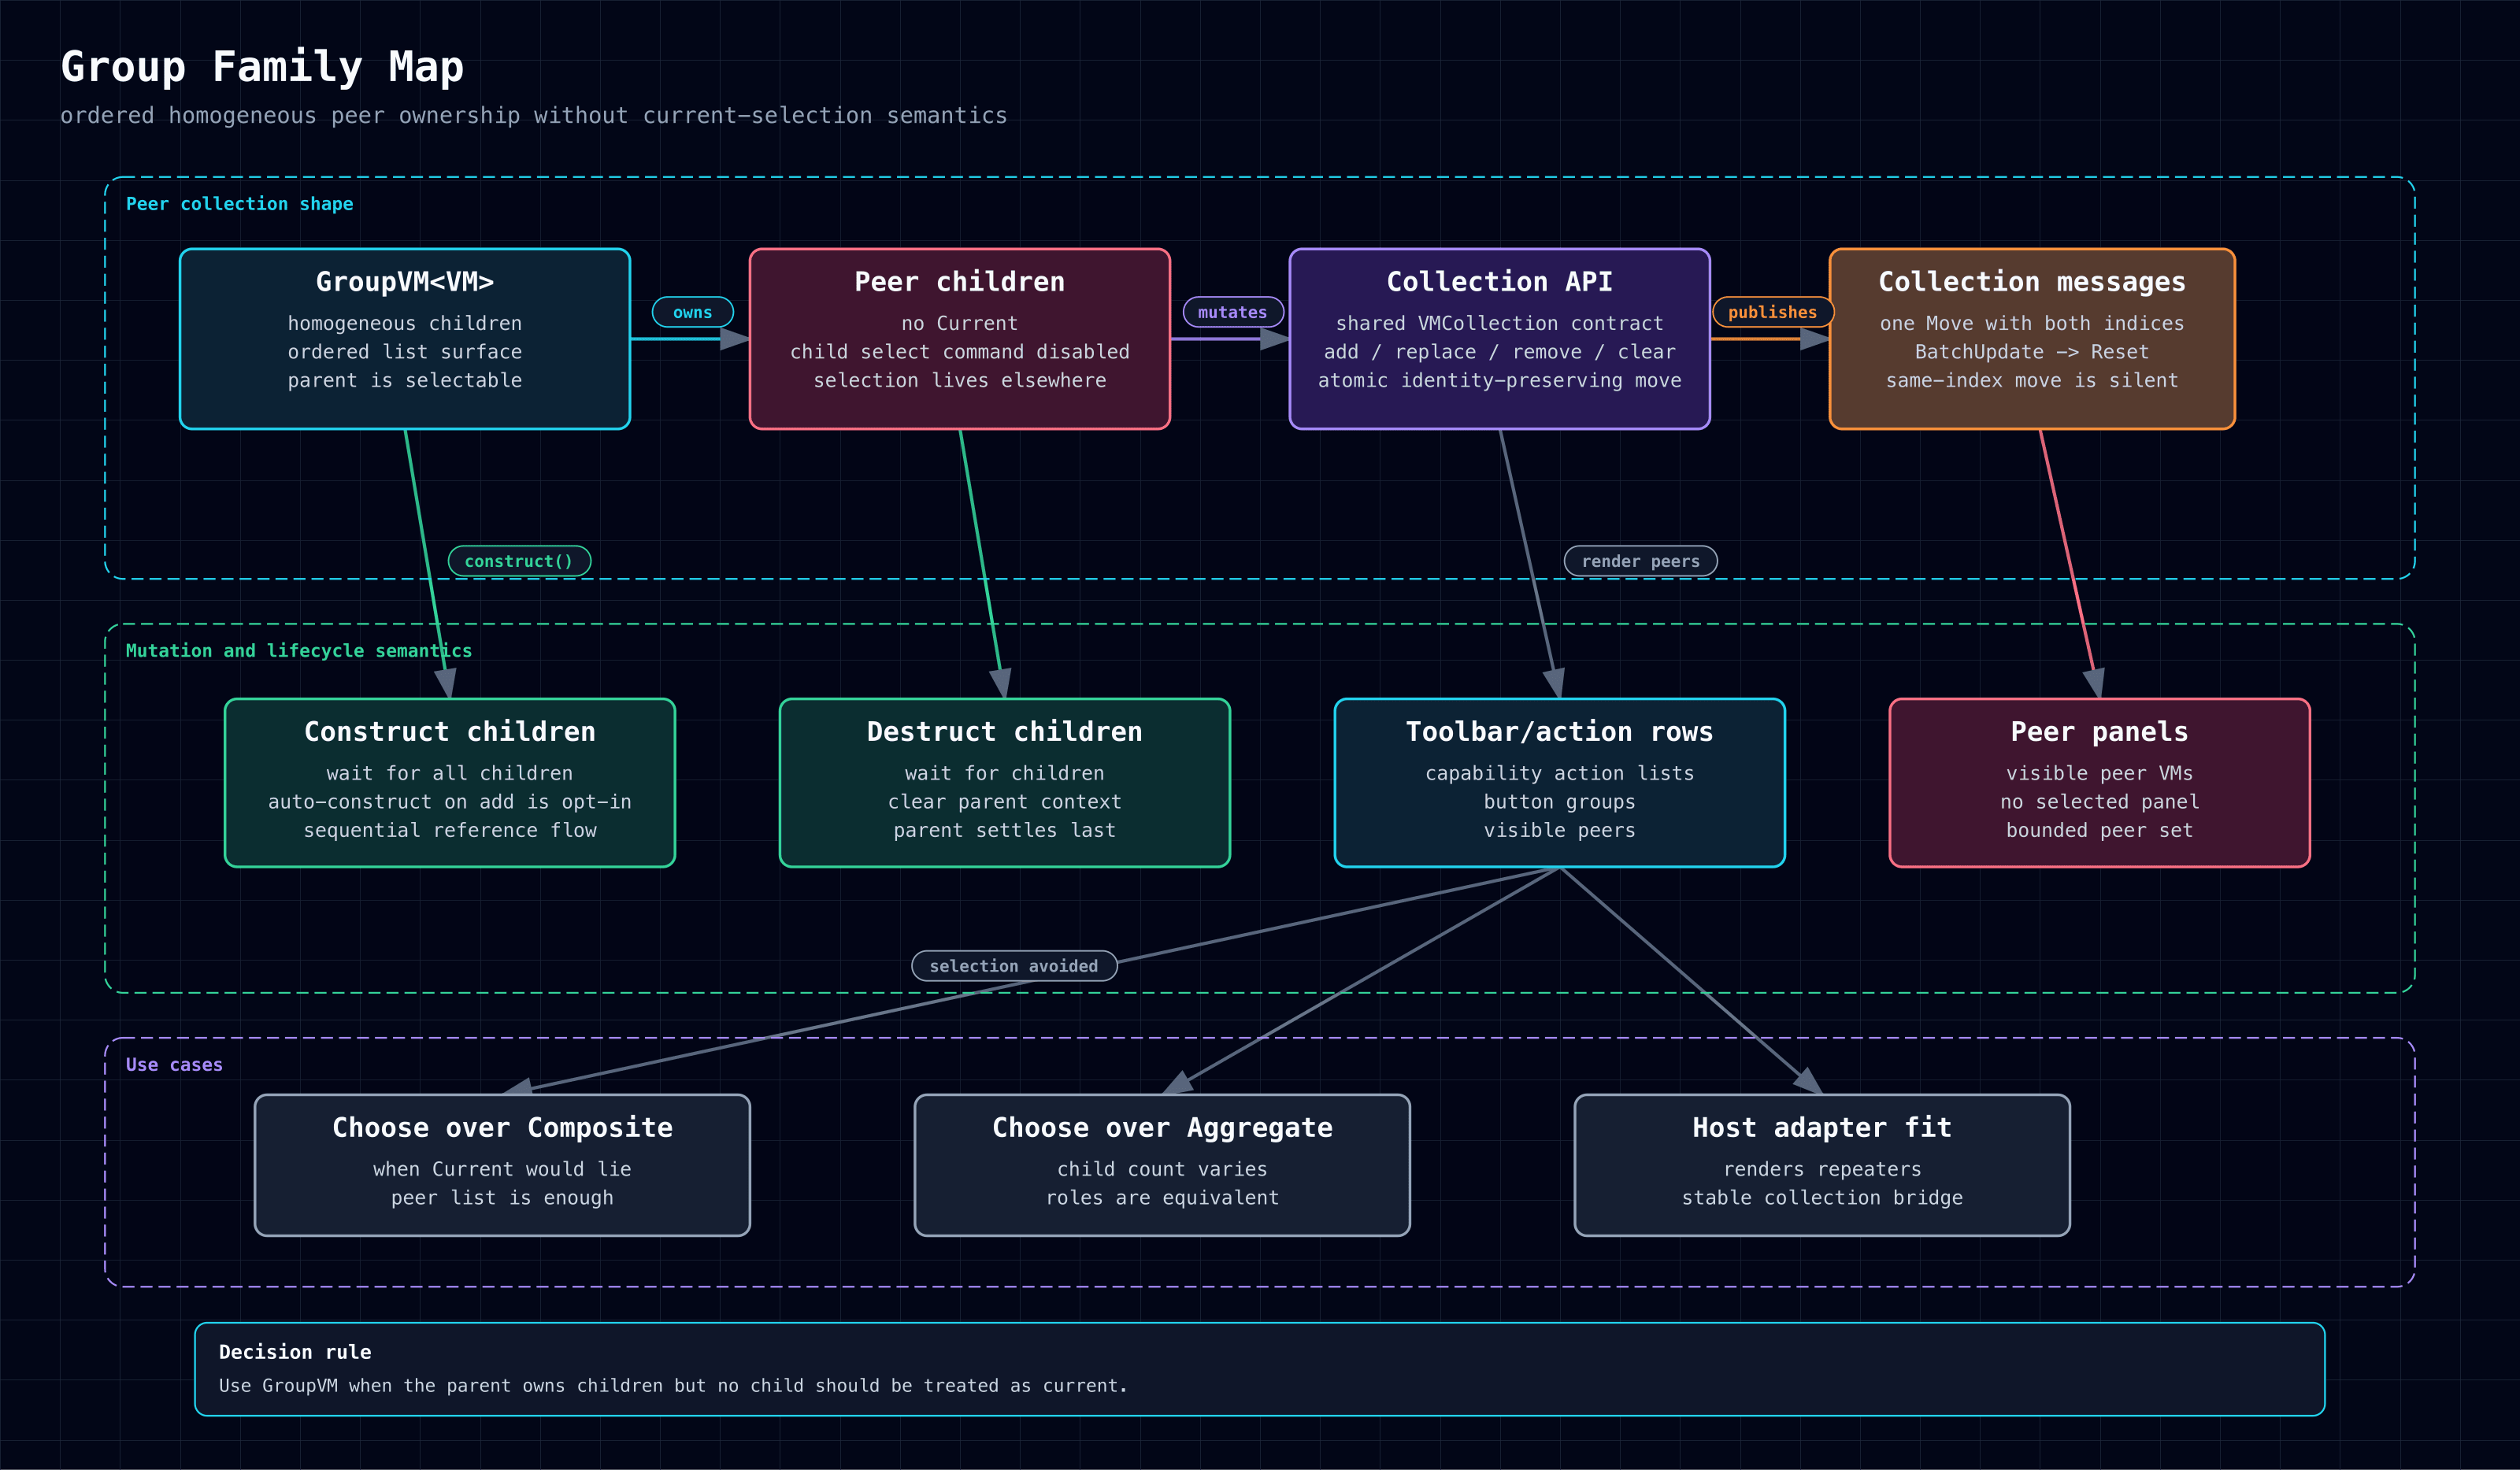 Group Family Map
ordered homogeneous peer ownership without current-selection semantics
Peer collection shape
GroupVM<VM>
homogeneous children
ordered list surface
parent is selectable
owns
Peer children
no Current
child select command disabled
selection lives elsewhere
mutates
Collection API
shared VMCollection contract
add / replace / remove / clear
atomic identity-preserving move
publishes
Collection messages
one Move with both indices
BatchUpdate -> Reset
same-index move is silent
construct()
render peers
Mutation and lifecycle semantics
Construct children
wait for all children
auto-construct on add is opt-in
sequential reference flow
Destruct children
wait for children
clear parent context
parent settles last
Toolbar/action rows
capability action lists
button groups
visible peers
Peer panels
visible peer VMs
no selected panel
bounded peer set
selection avoided
Use cases
Choose over Composite
when Current would lie
peer list is enough
Choose over Aggregate
child count varies
roles are equivalent
Host adapter fit
renders repeaters
stable collection bridge
Decision rule
Use GroupVM when the parent owns children but no child should be treated as current.